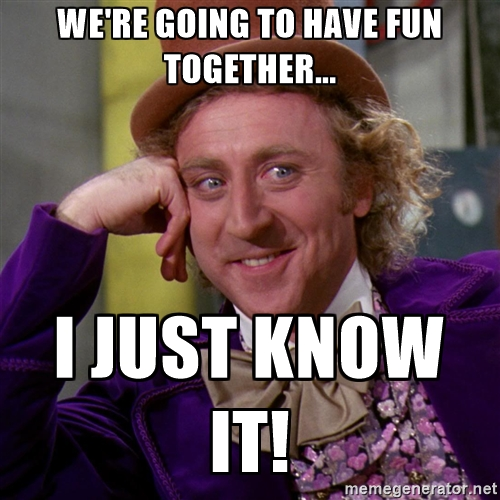 WE'RE GOING TO HAVE FUN
TOGETHER...
I JUST KNOW
IT!
memegenerator.net